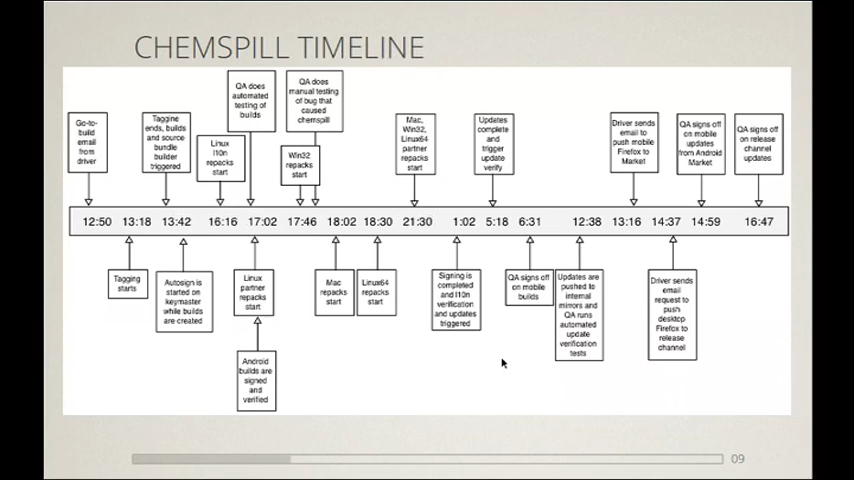 CHEMSPILL TIMELINE
Go-to-
build
email
from
driver
Taggine
ends, builds
and source-
bundle
builder
triggered
Linux
l10n
repacks
start
QA does
automated
testing of
builds
QA does
manual testing
of bug that
caused
chemspill
Win32
repacks
start
Mac,
Win32,
Linux64
partner
repacks
start
Updates
complete
and
trigger
update
verify
Driver sends
email to
push mobile
Firefox to
Market
QA signs off
on mobile
updates
from Android
Market
QA signs off
on release
channel
updates
12:50 13:18 13:42 16:16 17:02 17:46 18:02 18:30 21:30 1:02 5:18 6:31 12:38 13:16 14:37 14:59 16:47
Tagging
starts
Autosign is
started on
keymaster
while builds
are created
Linux
partner
repacks
start
Android
builds are
signed
and
verified
Mac
repacks
start
Linux64
repacks
start
Signing is
completed
and l10n
verification
and updates
triggered
QA signs off
on mobile
builds
Updates are
pushed to
internal
mirrors and
QA runs
automated
update
verification
tests
Driver sends
email
request to
push
desktop
Firefox to
release
channel
09